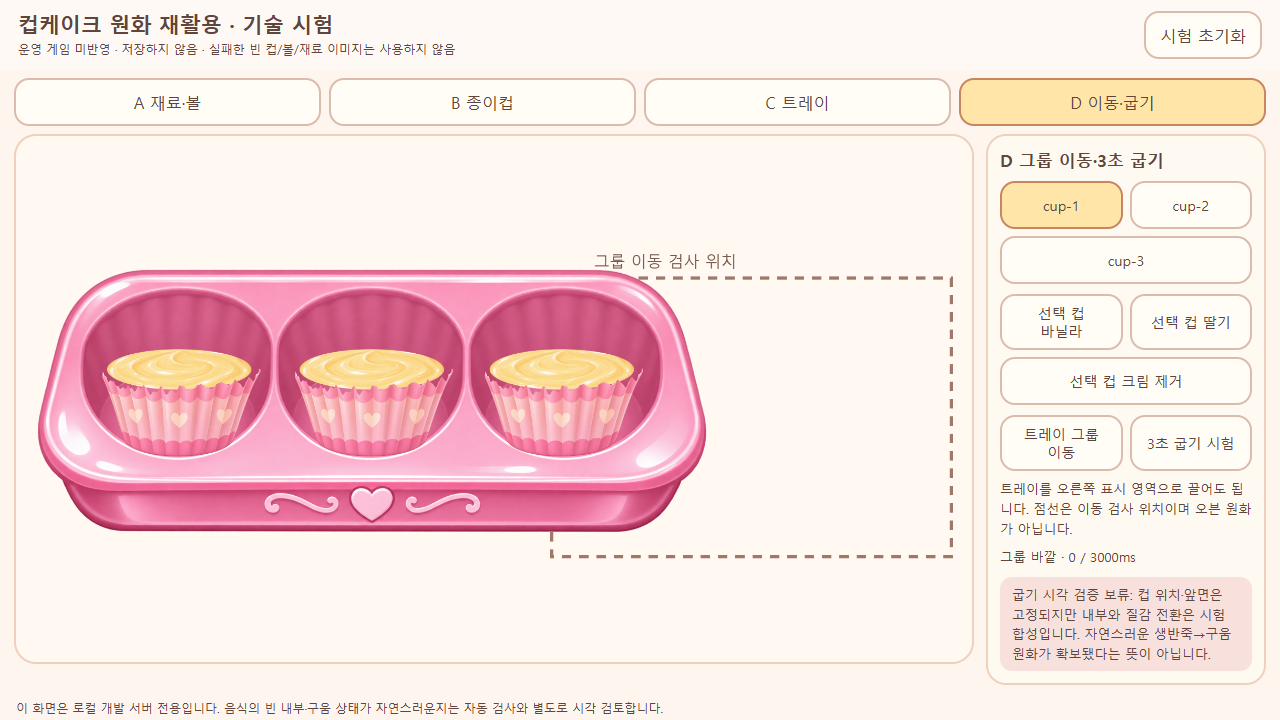 컵케이크 원화 재활용 · 기술 시험
운영 게임 미반영 · 저장하지 않음 · 실패한 빈 컵/볼/재료 이미지는 사용하지 않음
시험 초기화
A 재료·볼
B 종이컵
C 트레이
D 이동·굽기
그룹 이동 검사 위치
D 그룹 이동·3초 굽기
cup-1
cup-2
cup-3
선택 컵
바닐라
선택 컵 딸기
선택 컵 크림 제거
트레이 그룹
이동
3초 굽기 시험
트레이를 오른쪽 표시 영역으로 끌어도 됩
니다. 점선은 이동 검사 위치이며 오븐 원화
가 아닙니다.
그룹 바깥 · 0 / 3000ms
굽기 시각 검증 보류: 컵 위치·앞면은
고정되지만 내부와 질감 전환은 시험
합성입니다. 자연스러운 생반죽→구움
원화가 확보됐다는 뜻이 아닙니다.
이 화면은 로컬 개발 서버 전용입니다. 음식의 빈 내부·구움 상태가 자연스러운지는 자동 검사와 별도로 시각 검토합니다.